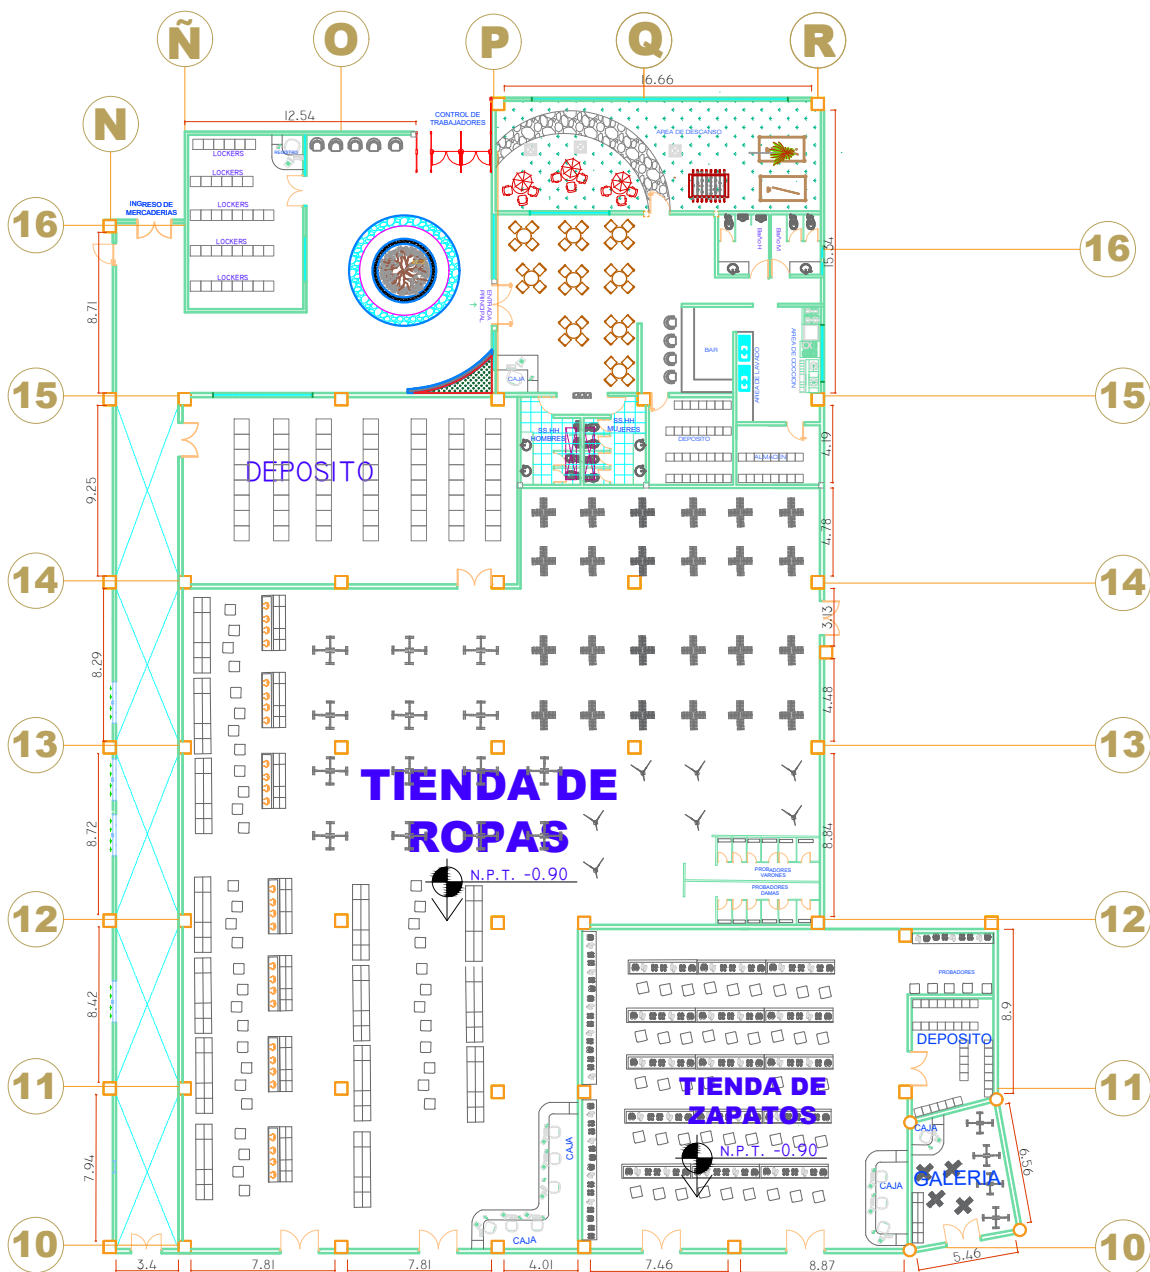 Ñ
O
P
Q
R
N
16.66
12.54
CONTROL DE
TRABAJADORES
AREA DE DESCANSO
LOCKERS
LOCKERS
LOCKERS
LOCKERS
LOCKERS
INGRESO DE
MERCADERIAS
16
16
Baño H
Baño M
15.34
8.71
ENTRADA
PRINCIPAL
BAR
AREA DE LAVADO
AREA DE COCCION
CAJA
15
15
SS.HH
HOMBRES
SS.HH
MUJERES
DEPOSITO
ALMACEN
4.19
DEPOSITO
9.25
4.78
14
14
3.13
8.29
4.48
13
13
TIENDA DE
ROPAS
N.P.T. -0.90
8.72
8.84
PROBADORES
VARONES
PROBADORES
DAMAS
12
12
8.42
PROBADORES
8.9
DEPOSITO
11
11
TIENDA DE
ZAPATOS
N.P.T. -0.90
7.94
CAJA
CAJA
CAJA
GALERIA
6.56
CAJA
10
10
3.4
7.81
7.81
4.01
7.46
8.87
5.46